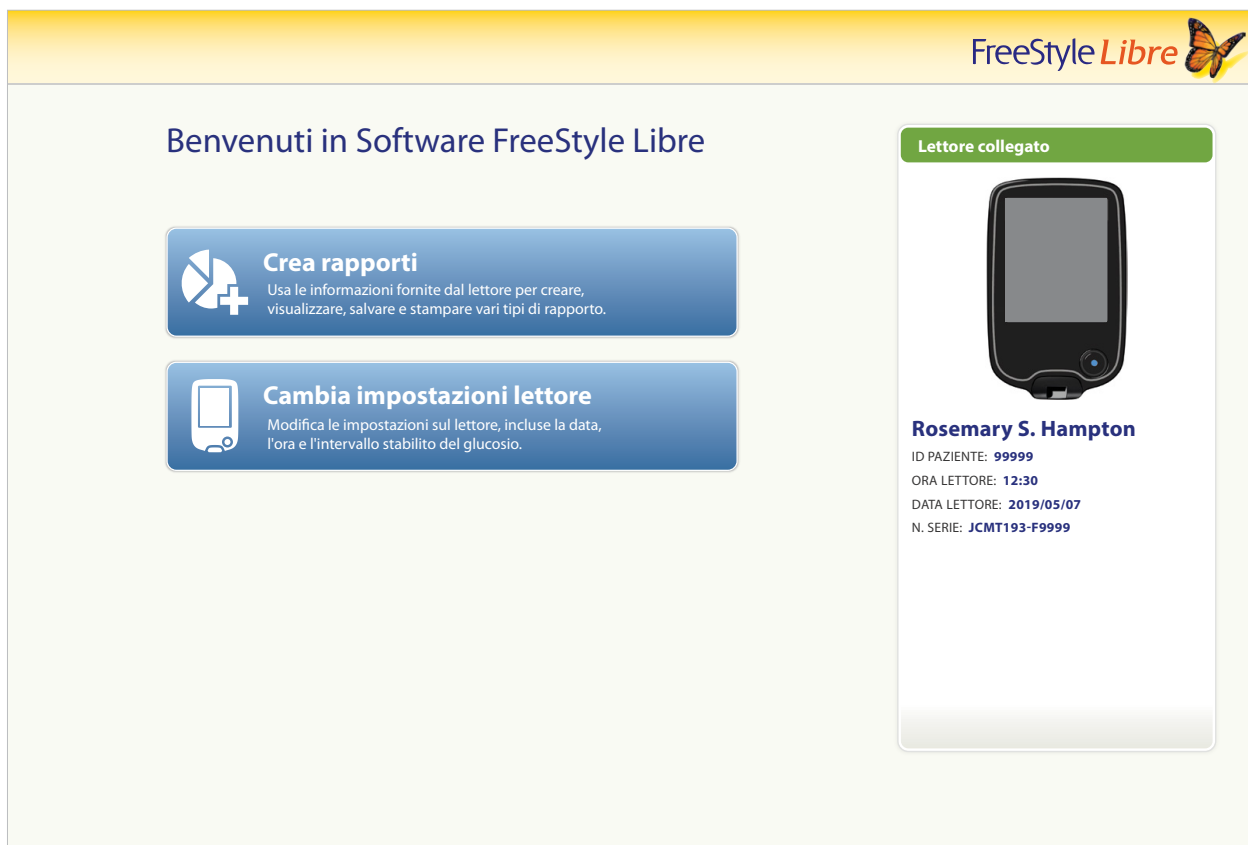 FreeStyle Libre
Benvenuti in Software FreeStyle Libre
Lettore collegato
Crea rapporti
Usa le informazioni fornite dal lettore per creare,
visualizzare, salvare e stampare vari tipi di rapporto.
Cambia impostazioni lettore
Modifica le impostazioni sul lettore, incluse la data,
l'ora e l'intervallo stabilito del glucosio.
Rosemary S. Hampton
ID PAZIENTE: 99999
ORA LETTORE: 12:30
DATA LETTORE: 2019/05/07
N. SERIE: JCMT193-F9999